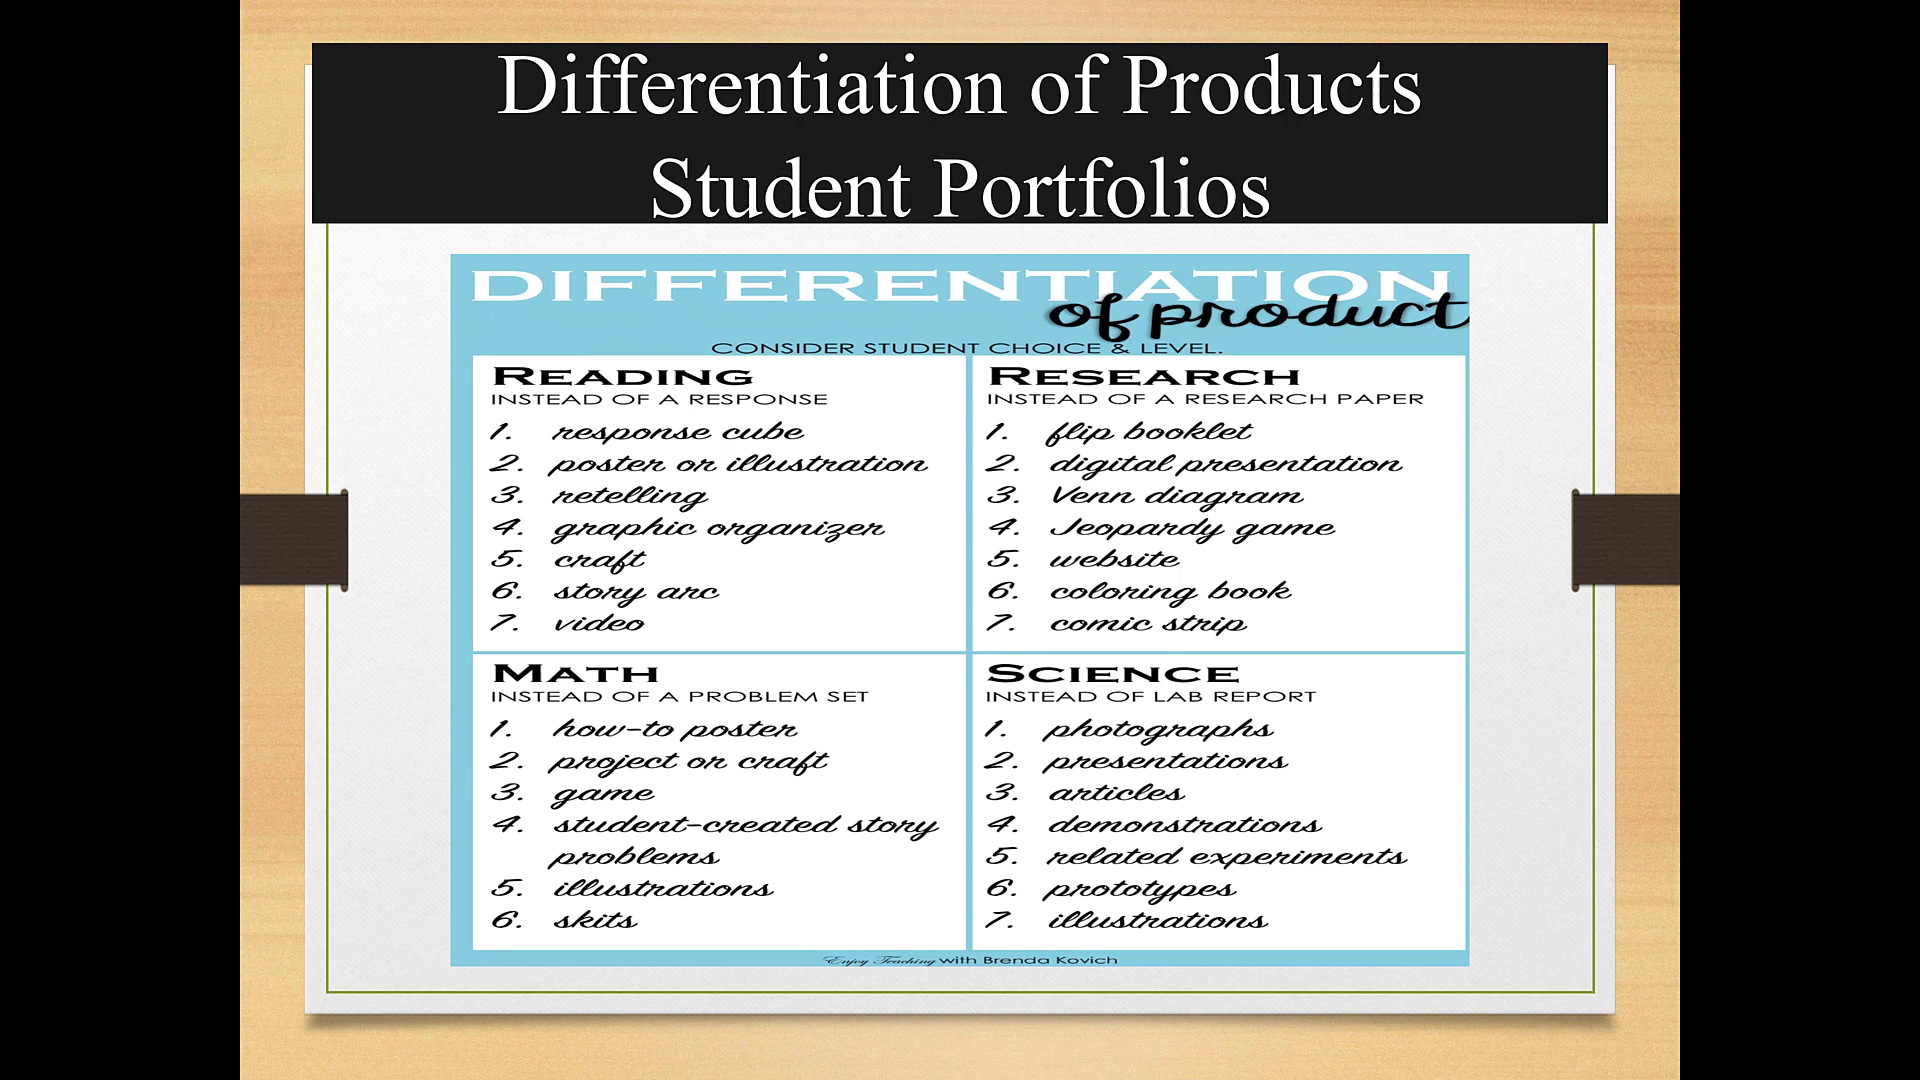 Differentiation of Products
Student Portfolios
DIFFERENTIATION
of product
CONSIDER STUDENT CHOICE & LEVEL.
READING
INSTEAD OF A RESPONSE
1. response cube
2. poster or illustration
3. retelling
4. graphic organizer
5. craft
6. story arc
7. video
RESEARCH
INSTEAD OF A RESEARCH PAPER
1. flip booklet
2. digital presentation
3. Venn diagram
4. Jeopardy game
5. website
6. coloring book
7. comic strip
MATH
INSTEAD OF A PROBLEM SET
1. how-to poster
2. project or craft
3. game
4. student-created story
problems
5. illustrations
6. skits
SCIENCE
INSTEAD OF LAB REPORT
1. photographs
2. presentations
3. articles
4. demonstrations
5. related experiments
6. prototypes
7. illustrations
Enjoy Teaching with Brenda Kovich